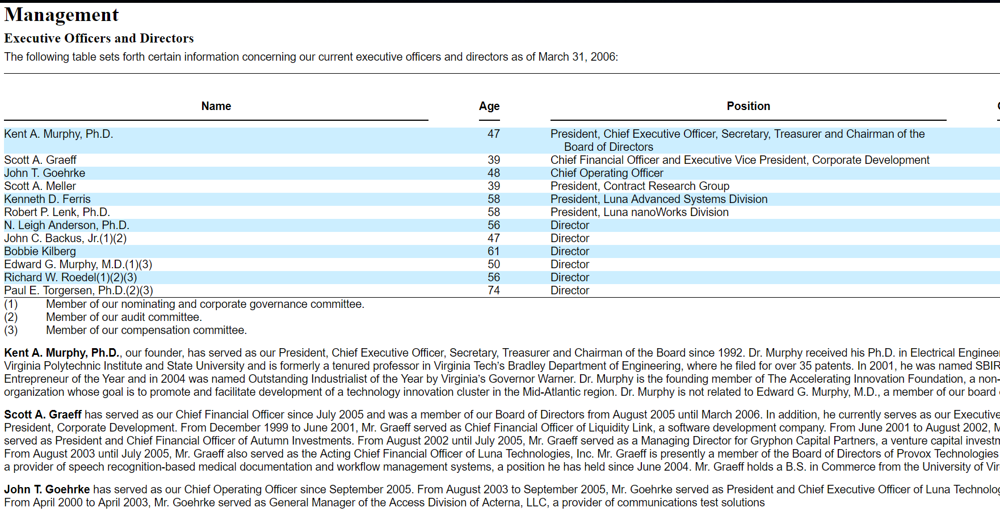 Management
Executive Officers and Directors
The following table sets forth certain information concerning our current executive officers and directors as of March 31, 2006:
Name Age Position
Kent A. Murphy, Ph.D. 47 President, Chief Executive Officer, Secretary, Treasurer and Chairman of the
Board of Directors
Scott A. Graeff 39 Chief Financial Officer and Executive Vice President, Corporate Development
John T. Goehrke 48 Chief Operating Officer
Scott A. Meller 39 President, Contract Research Group
Kenneth D. Ferris 58 President, Luna Advanced Systems Division
Robert P. Lenk, Ph.D. 58 President, Luna nanoWorks Division
N. Leigh Anderson, Ph.D. 56 Director
John C. Backus, Jr.(1)(2) 47 Director
Bobbie Kilberg 61 Director
Edward G. Murphy, M.D.(1)(3) 50 Director
Richard W. Roedel(1)(2)(3) 56 Director
Paul E. Torgersen, Ph.D.(2)(3) 74 Director
(1) Member of our nominating and corporate governance committee.
(2) Member of our audit committee.
(3) Member of our compensation committee.
Kent A. Murphy, Ph.D., our founder, has served as our President, Chief Executive Officer, Secretary, Treasurer and Chairman of the Board since 1992. Dr. Murphy received his Ph.D. in Electrical
Virginia Polytechnic Institute and State University and is formerly a tenured professor in Virginia Tech's Bradley Department of Engineering, where he filed for over 35 patents. In 2001, he was named SBIR
Entrepreneur of the Year and in 2004 was named Outstanding Industrialist of the Year by Virginia's Governor Warner. Dr. Murphy is the founding member of The Accelerating Innovation Foundation, a non-
organization whose goal is to promote and facilitate development of a technology innovation cluster in the Mid-Atlantic region. Dr. Murphy is not related to Edward G. Murphy, M.D., a member of our board
Scott A. Graeff has served as our Chief Financial Officer since July 2005 and was a member of our Board of Directors from August 2005 until March 2006. In addition, he currently serves as our Executive
President, Corporate Development. From December 1999 to June 2001, Mr. Graeff served as Chief Financial Officer of Liquidity Link, a software development company. From June 2001 to August 2002,
served as President and Chief Financial Officer of Autumn Investments. From August 2002 until July 2005, Mr. Graeff served as a Managing Director for Gryphon Capital Partners, a venture capital
From August 2003 until July 2005, Mr. Graeff also served as the Acting Chief Financial Officer of Luna Technologies, Inc. Mr. Graeff is presently a member of the Board of Directors of Provox Technologies
a provider of speech recognition-based medical documentation and workflow management systems, a position he has held since June 2004. Mr. Graeff holds a B.S. in Commerce from the University of
John T. Goehrke has served as our Chief Operating Officer since September 2005. From August 2003 to September 2005, Mr. Goehrke served as President and Chief Executive Officer of Luna
From April 2000 to April 2003, Mr. Goehrke served as General Manager of the Access Division of Acterna, LLC, a provider of communications test solutions